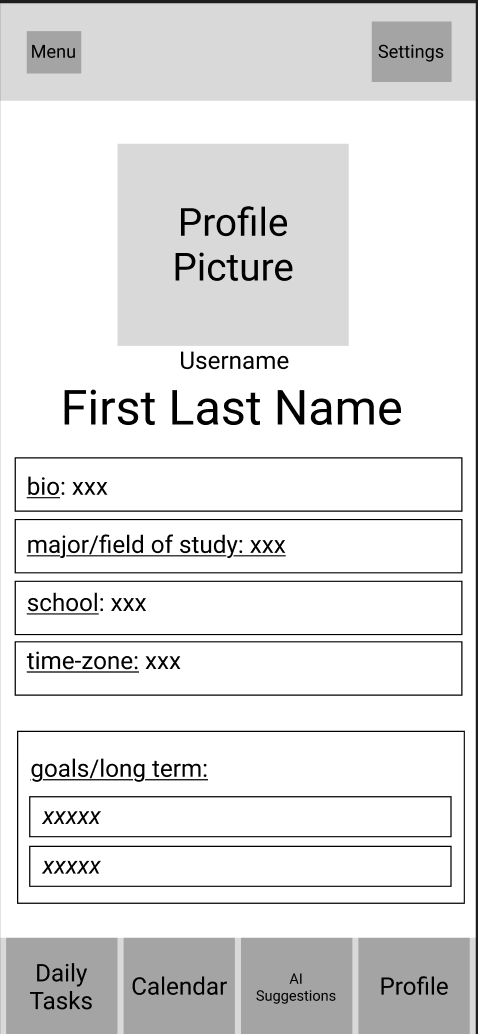 Menu
Settings
Profile
Picture
Username
First Last Name
bio: xxx
major/field of study: xxx
school: xxx
time-zone: xxx
goals/long term:
xxxxx
xxxxx
Daily
Tasks
Calendar
AI
Suggestions
Profile